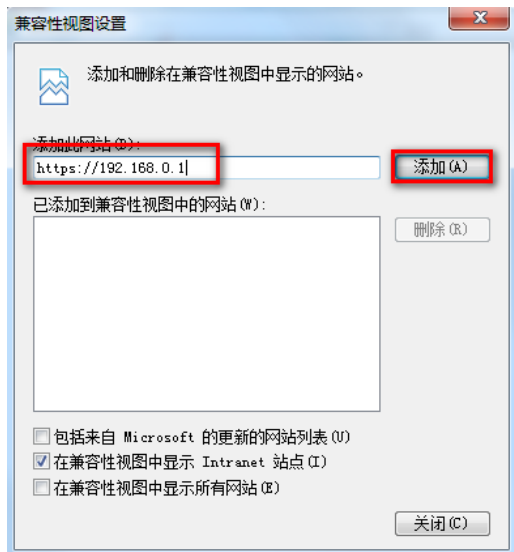 兼容性视图设置
添加和删除在兼容性视图中显示的网站。
添加此网站(D):
https://192.168.0.1
添加(A)
已添加到兼容性视图中的网站(W):
删除(R)
包括来自 Microsoft 的更新的网站列表(U)
在兼容性视图中显示 Intranet 站点(I)
在兼容性视图中显示所有网站(E)
关闭(C)